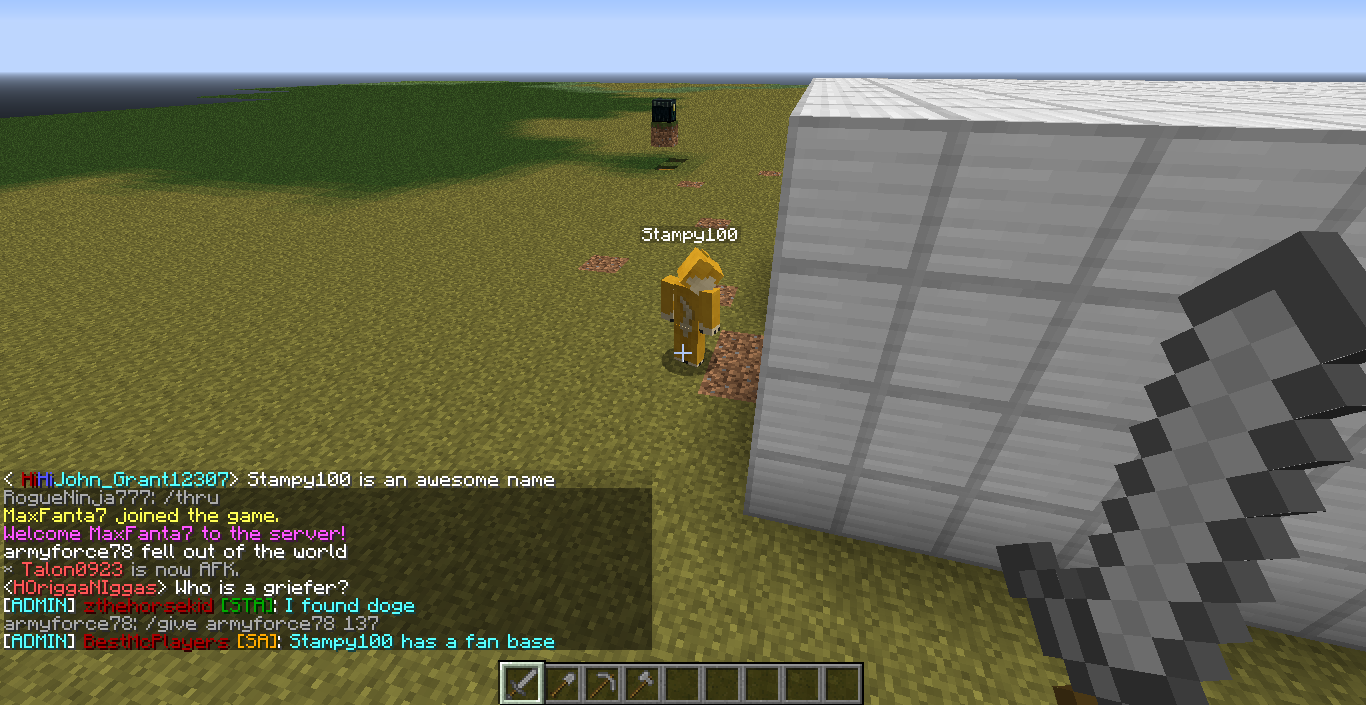 Stampy100
< HiHiJohn_Grant12307> Stampy100 is an awesome name
RogueNinja777: /thru
MaxFanta7 joined the game.
Welcome MaxFanta7 to the server!
armyforce78 fell out of the world
* Talon0923 is now AFK.
<HOriggaNIggas> Who is a griefer?
[ADMIN] zthehorsekid [STA]: I found doge
armyforce78: /give armyforce78 137
[ADMIN] BestMcPlayers [SA]: Stampy100 has a fan base